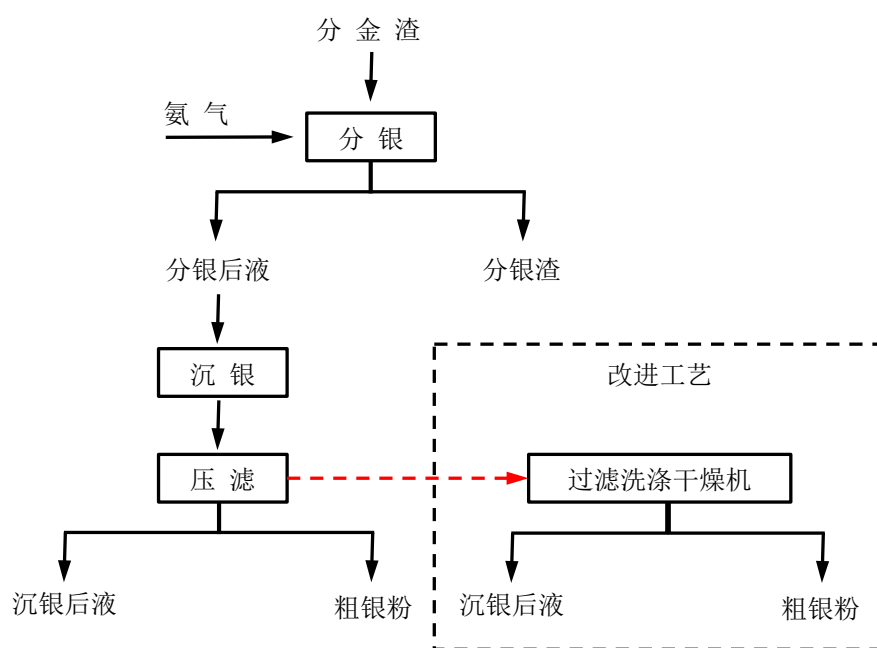 分金渣
氨气
分银
分银后液
分银渣
沉银
改进工艺
压滤
过滤洗涤干燥机
沉银后液
粗银粉
沉银后液
粗银粉